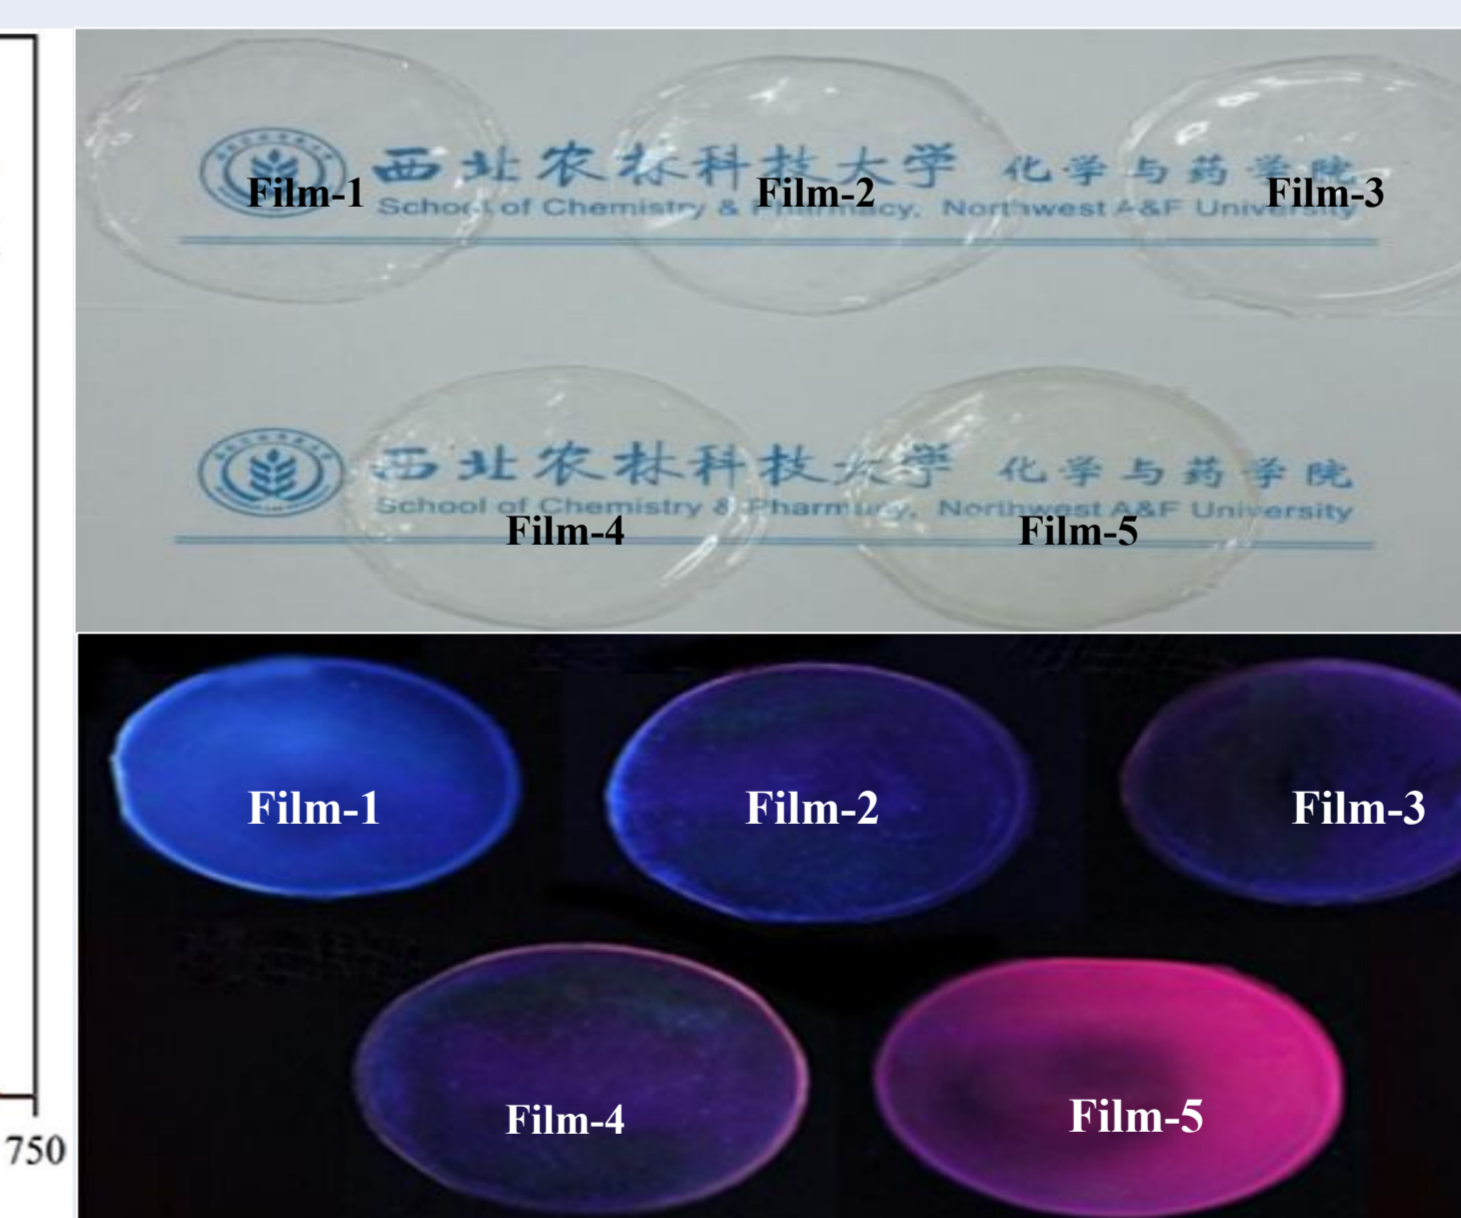 西北农林科技大学 化学与药学院
School of Chemistry & Pharmacy, Northwest A&F University
Film-1 Film-2 Film-3
西北农林科技大学 化学与药学院
School of Chemistry & Pharmacy, Northwest A&F University
Film-4 Film-5
Film-1 Film-2 Film-3
Film-4 Film-5
750